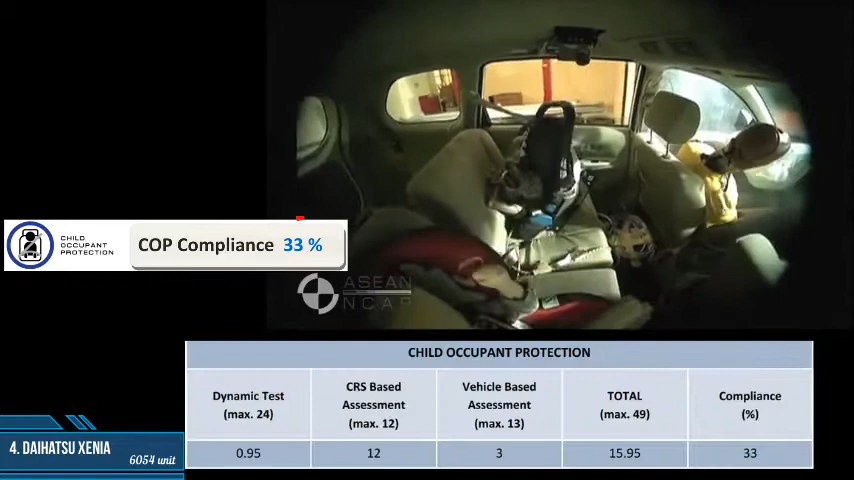 CHILD
OCCUPANT
PROTECTION
COP Compliance 33 %
ASEAN
NCAP
CHILD OCCUPANT PROTECTION
Dynamic Test
(max. 24)
CRS Based
Assessment
(max. 12)
Vehicle Based
Assessment
(max. 13)
TOTAL
(max. 49)
Compliance
(%)
0.95
12
3
15.95
33
4. DAIHATSU XENIA
6054 unit